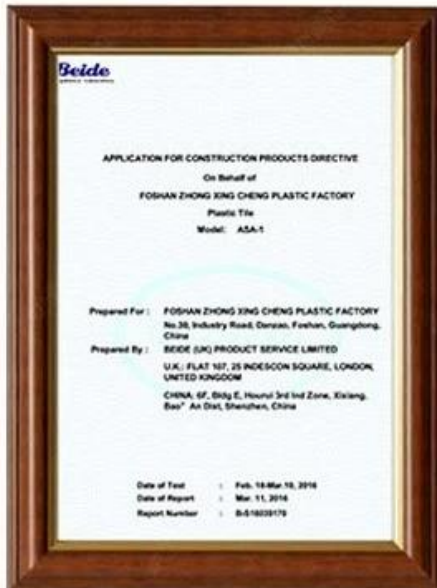 Beide
APPLICATION FOR CONSTRUCTION PRODUCTS DIRECTIVE
On Behalf of
FOSHAN ZHONG XING CHENG PLASTIC FACTORY
Plastic Tile
Model: ASA-1
Prepared For : FOSHAN ZHONG XING CHENG PLASTIC FACTORY
No.30, Industry Road, Danzao, Foshan, Guangdong,
China
Prepared By : BEIDE (UK) PRODUCT SERVICE LIMITED
U.K.: FLAT 107, 25 INDESCON SQUARE, LONDON,
UNITED KINGDOM
CHINA: 6F, Bldg E, Hourui 3rd Ind Zone, Xixiang,
Bao" An Dist, Shenzhen, China
Date of Test : Feb. 18-Mar.10, 2016
Date of Report : Mar. 11, 2016
Report Number :